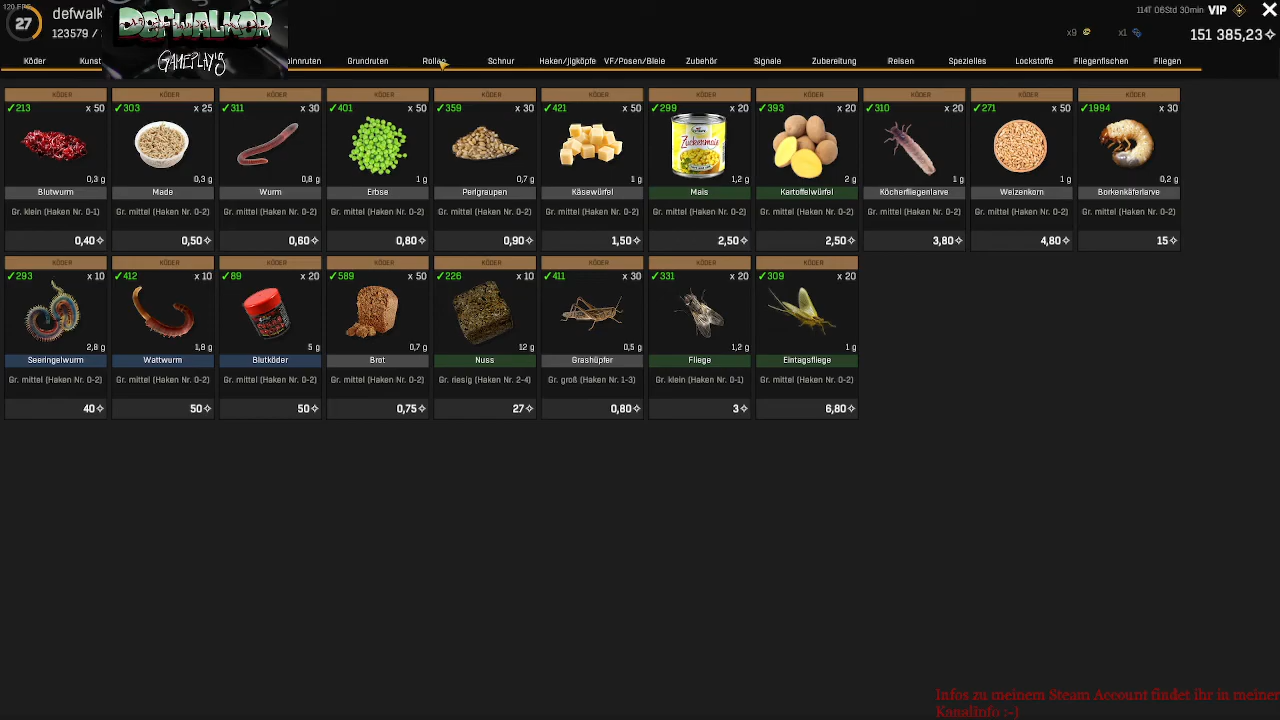 120 FPS
27
defwalk
123579 /
DEFWALKER
GAMEPLAY'S
114T 06Std 30min VIP
x9 x1 151 385,23
Köder Kunst pinnruten Grundruten Rollen Schnur Haken/jigköpfe VF/Posen/Bleie Zubehör Signale Zubereitung Reisen Spezielles Lockstoffe Fliegenfischen Fliegen
KÖDER KÖDER KÖDER KÖDER KÖDER KÖDER KÖDER KÖDER KÖDER KÖDER KÖDER
✓213 x 50 ✓303 x 25 ✓311 x 30 ✓401 x 50 ✓359 x 30 ✓421 x 50 ✓299 x 20 ✓393 x 20 ✓310 x 20 ✓271 x 50 ✓1994 x 30
Zuckermais
0,3 g 0,3 g 0,8 g 1 g 0,7 g 1 g 1,2 g 2 g 1 g 1 g 0,2 g
Blutwurm Made Wurm Erbse Perlgraupen Käsewürfel Mais Kartoffelwürfel Köcherfliegenlarve Weizenkorn Borkenkäferlarve
Gr. klein (Haken Nr. 0-1) Gr. mittel (Haken Nr. 0-2) Gr. mittel (Haken Nr. 0-2) Gr. mittel (Haken Nr. 0-2) Gr. mittel (Haken Nr. 0-2) Gr. mittel (Haken Nr. 0-2) Gr. mittel (Haken Nr. 0-2) Gr. mittel (Haken Nr. 0-2) Gr. mittel (Haken Nr. 0-2) Gr. mittel (Haken Nr. 0-2) Gr. mittel (Haken Nr. 0-2)
0,40 0,50 0,60 0,80 0,90 1,50 2,50 2,50 3,80 4,80 15
KÖDER KÖDER KÖDER KÖDER KÖDER KÖDER KÖDER KÖDER
✓293 x 10 ✓412 x 10 ✓89 x 20 ✓589 x 50 ✓226 x 10 ✓411 x 30 ✓331 x 20 ✓309 x 20
2,8 g 1,8 g 5 g 0,7 g 12 g 0,5 g 1,2 g 1 g
Seeringelwurm Wattwurm Blutköder Brot Nuss Grashüpfer Fliege Eintagsfliege
Gr. mittel (Haken Nr. 0-2) Gr. mittel (Haken Nr. 0-2) Gr. mittel (Haken Nr. 0-2) Gr. mittel (Haken Nr. 0-2) Gr. riesig (Haken Nr. 2-4) Gr. groß (Haken Nr. 1-3) Gr. klein (Haken Nr. 0-1) Gr. mittel (Haken Nr. 0-2)
40 50 50 0,75 27 0,80 3 6,80
Infos zu meinem Steam Account findet ihr in meiner
Kanalinfo :-)